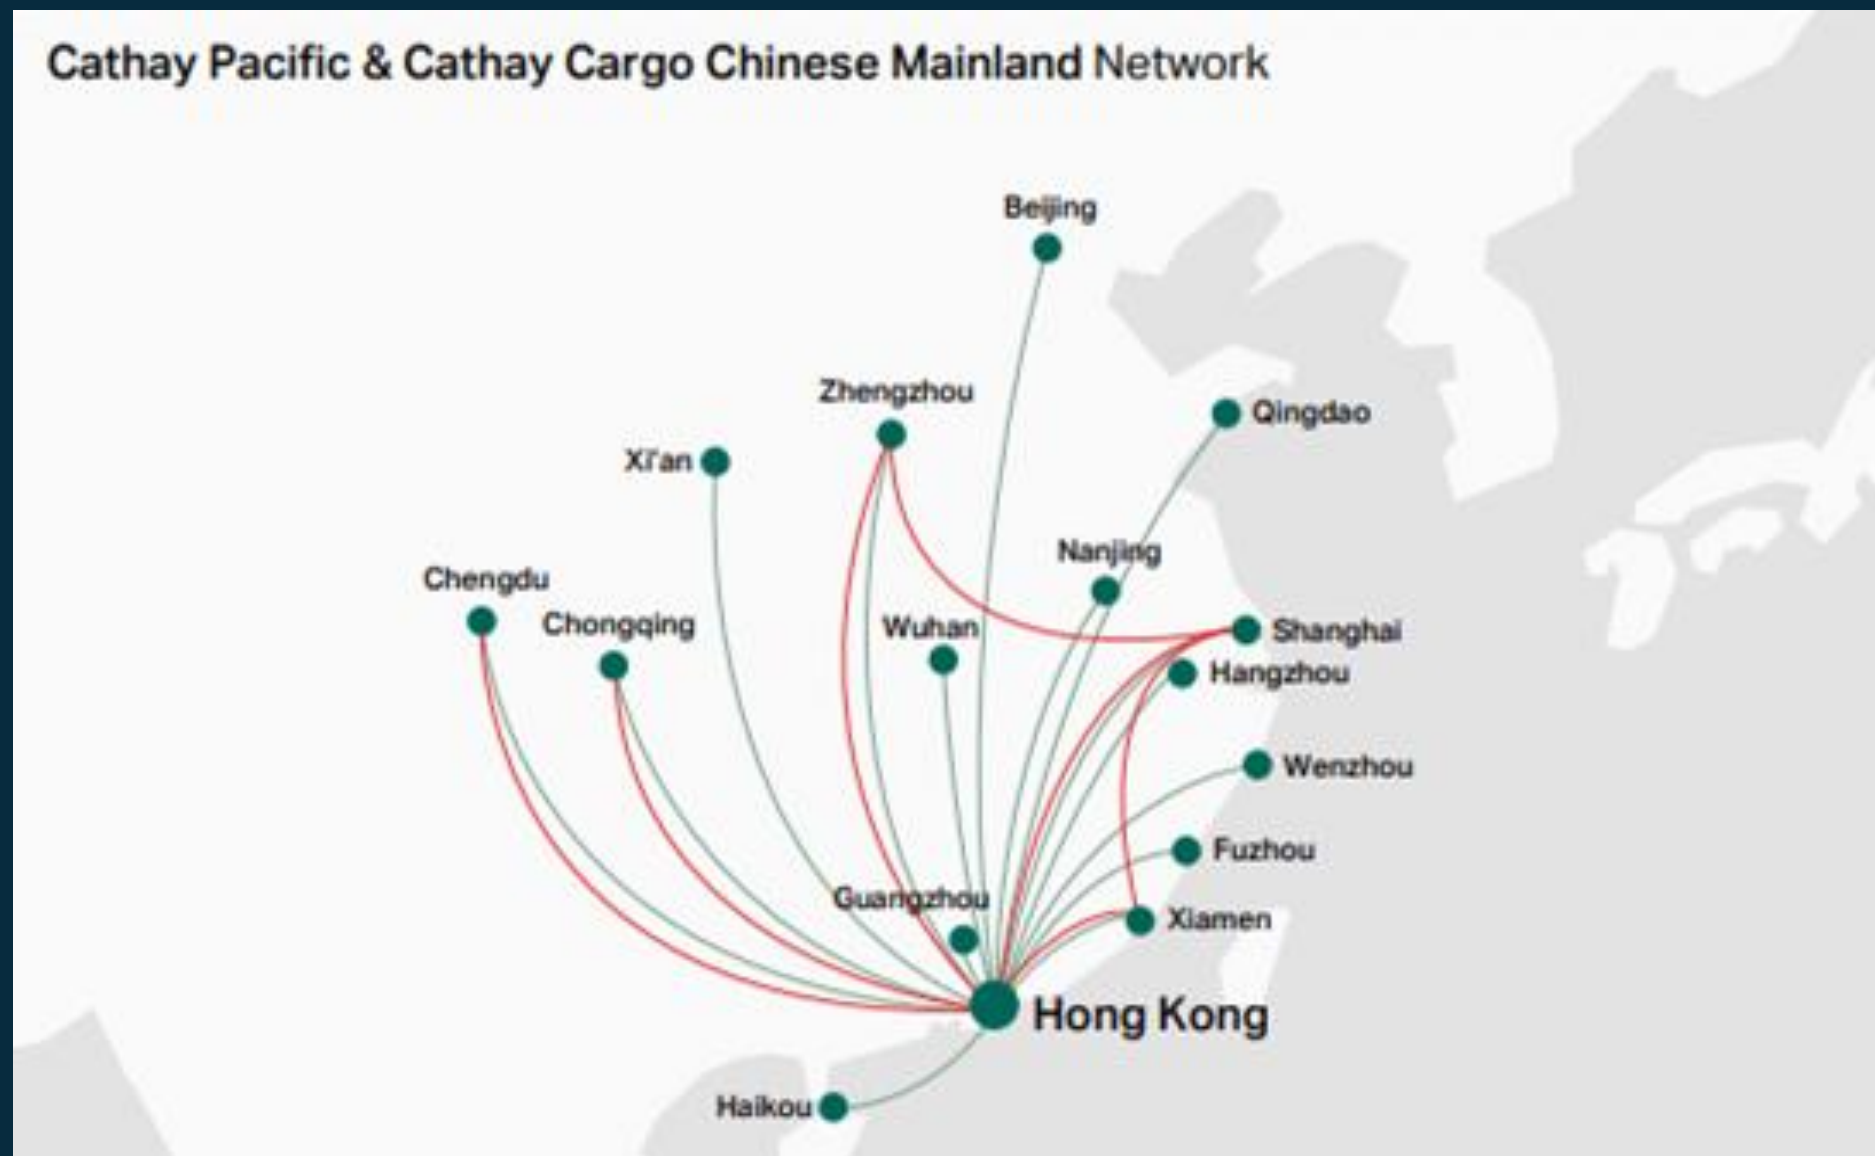 Cathay Pacific & Cathay Cargo Chinese Mainland Network
Beijing
Zhengzhou
Qingdao
Xi'an
Nanjing
Chengdu
Chongqing
Wuhan
Shanghai
Hangzhou
Wenzhou
Fuzhou
Guangzhou
Xiamen
Hong Kong
Haikou